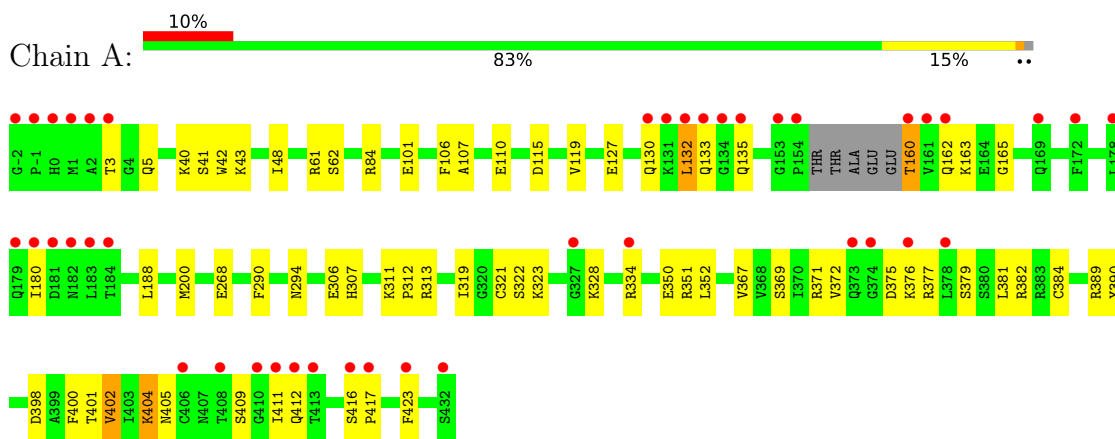 10%
Chain A:
83% 15% ••
G-2 P-1 H0 M1 A2 T3 G4 Q5 K40 S41 W42 K43 I48 R61 S62 R84 E101 F106 A107 E110 D115 V119 E127 Q130 K131 L132 Q133 G134 Q135 G153 P154 THR THR ALA GLU GLU T160 V161 Q162 K163 E164 G165 Q169 F172 L178
Q179 I180 D181 N182 L183 T184 L188 M200 E268 F290 N294 E306 H307 K311 P312 R313 I319 G320 C321 S322 K323 G327 K328 R334 E350 R351 L352 V367 V368 S369 I370 R371 V372 Q373 G374 D375 K376 R377 L378 S379 S380 L381 R382 R383 C384 R389
D398 A399 F400 T401 V402 I403 K404 N405 C406 N407 T408 S409 G410 I411 Q412 T413 S416 P417 F423 S432